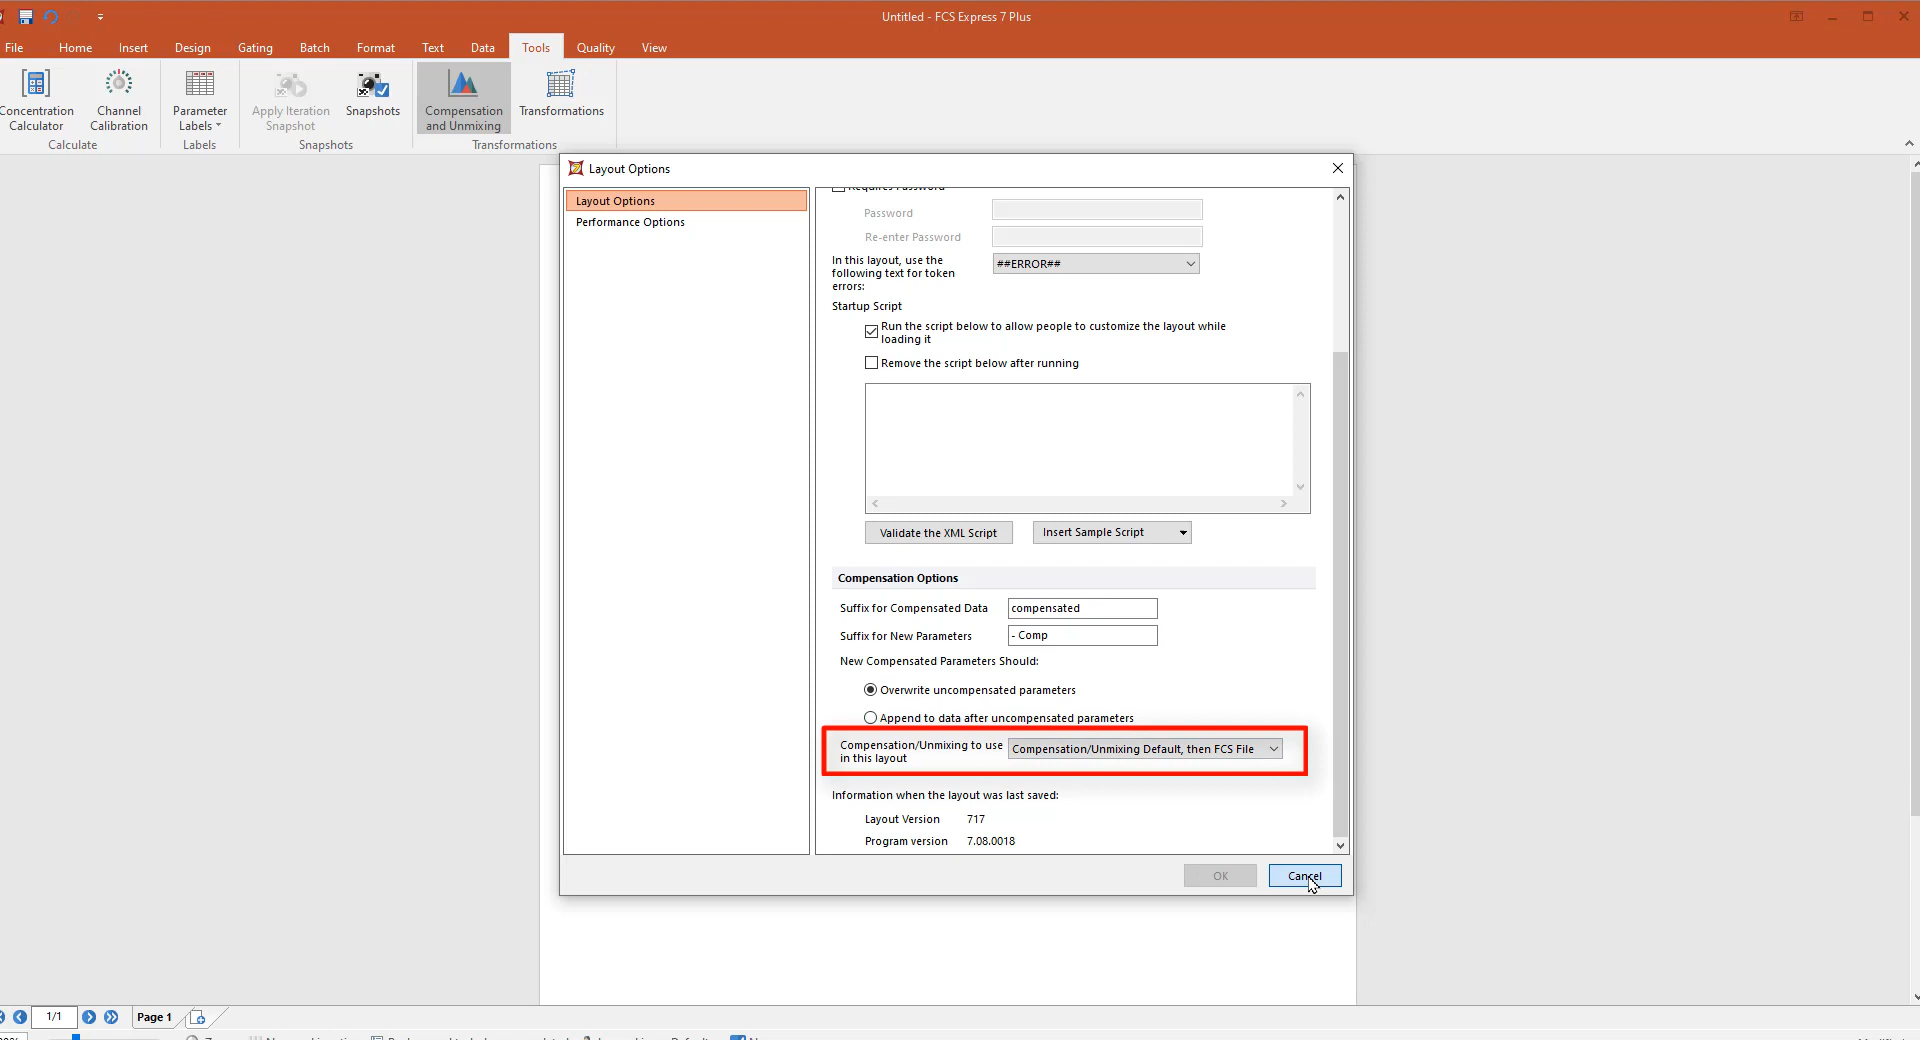 Untitled - FCS Express 7 Plus
File Home Insert Design Gating Batch Format Text Data Tools Quality View
Concentration Calculator
Channel Calibration
Calculate
Parameter Labels
Labels
Apply Iteration Snapshot
Snapshots
Snapshots
Compensation and Unmixing
Transformations
Transformations
Layout Options
Layout Options
Performance Options
Requires Password
Password
Re-enter Password
In this layout, use the
following text for token
errors:
##ERROR##
Startup Script
Run the script below to allow people to customize the layout while
loading it
Remove the script below after running
Validate the XML Script Insert Sample Script
Compensation Options
Suffix for Compensated Data compensated
Suffix for New Parameters - Comp
New Compensated Parameters Should:
Overwrite uncompensated parameters
Append to data after uncompensated parameters
Compensation/Unmixing to use
in this layout
Compensation/Unmixing Default, then FCS File
Information when the layout was last saved:
Layout Version 717
Program version 7.08.0018
OK Cancel
1/1 Page 1